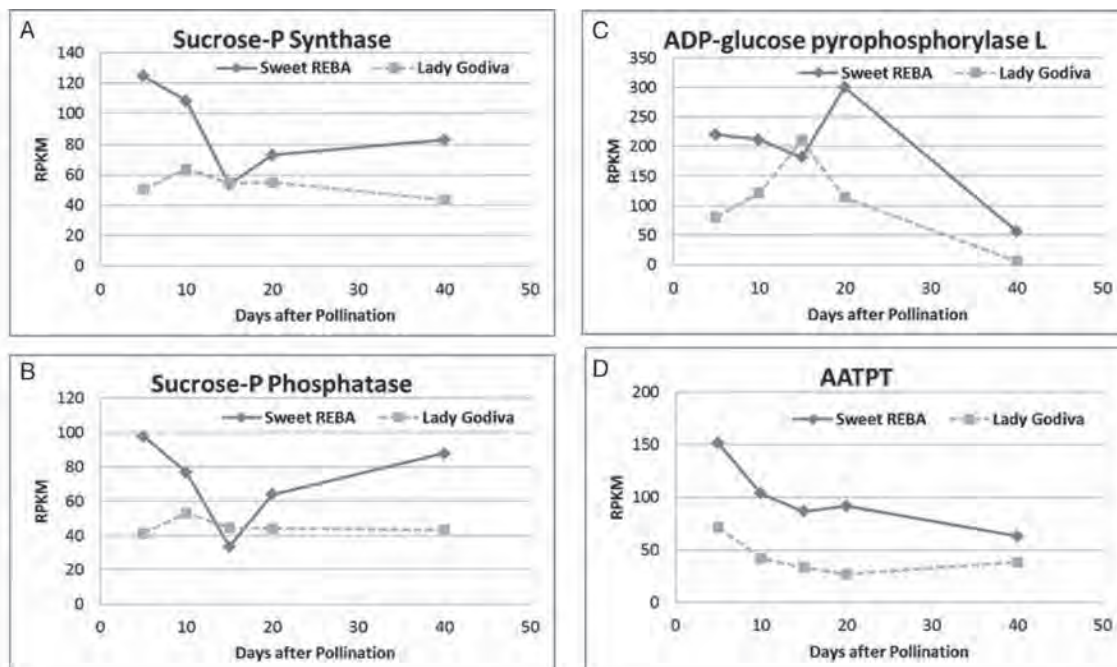 A
Sucrose-P Synthase
Sweet REBA Lady Godiva
RPKM
140
120
100
80
60
40
20
0
0 10 20 30 40 50
Days after Pollination
B
Sucrose-P Phosphatase
Sweet REBA Lady Godiva
RPKM
120
100
80
60
40
20
0
0 10 20 30 40 50
Days after Pollination
C
ADP-glucose pyrophosphorylase L
Sweet REBA Lady Godiva
RPKM
350
300
250
200
150
100
50
0
0 10 20 30 40 50
Days after Pollination
D
AATPT
Sweet REBA Lady Godiva
RPKM
200
150
100
50
0
0 10 20 30 40 50
Days after Pollination